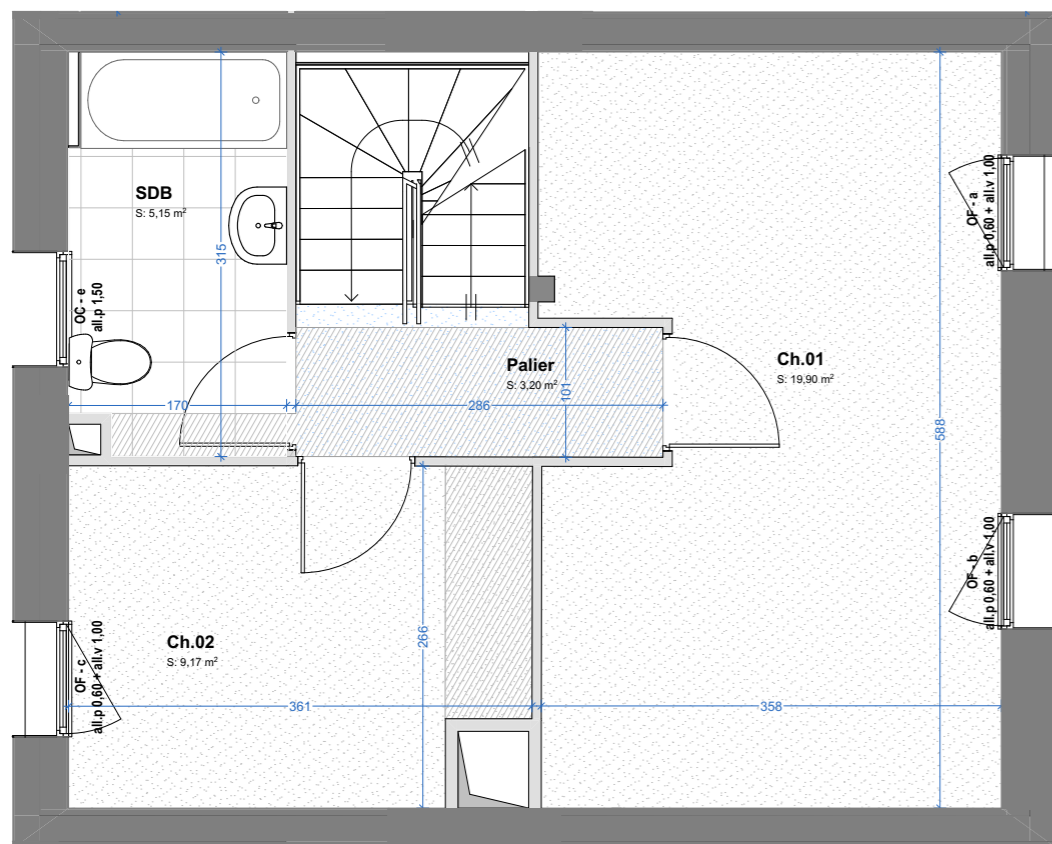 SDB
S: 5,15 m²
315
OC - e
all.p 1,50
170
Palier
S: 3,20 m²
286
101
Ch.01
S: 19,90 m²
588
OF - a
all.p 0,60 + all.v 1,00
OF - b
all.p 0,60 + all.v 1,00
Ch.02
S: 9,17 m²
266
OF - c
all.p 0,60 + all.v 1,00
361
358